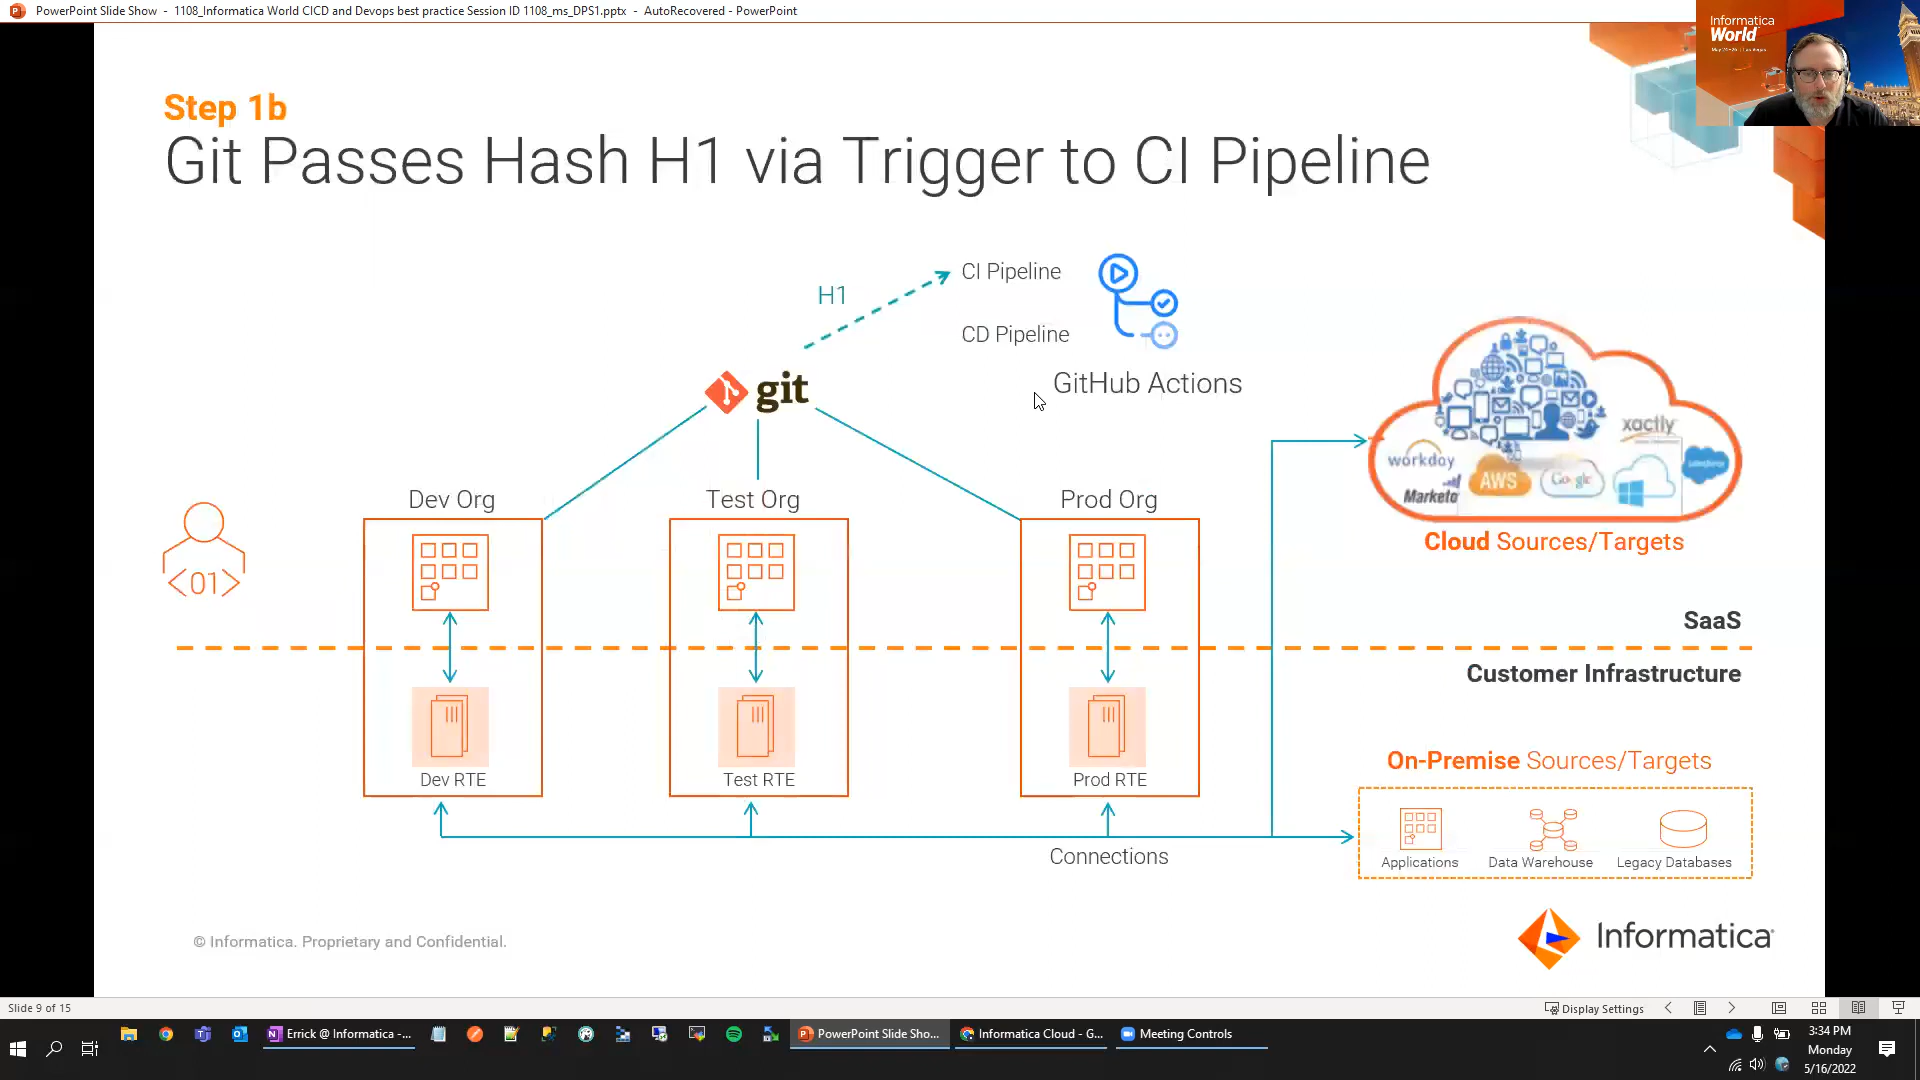 PowerPoint Slide Show - 1108_Informatica World CICD and Devops best practice Session ID 1108_ms_DPS1.pptx - AutoRecovered - PowerPoint
Informatica
World
Step 1b
Git Passes Hash H1 via Trigger to CI Pipeline
H1
CI Pipeline
CD Pipeline
GitHub Actions
git
Dev Org
Test Org
Prod Org
<01>
xactly
workday
Marketo
AWS
Google
salesforce
Cloud Sources/Targets
SaaS
Customer Infrastructure
Dev RTE
Test RTE
Prod RTE
On-Premise Sources/Targets
Applications
Data Warehouse
Legacy Databases
Connections
© Informatica. Proprietary and Confidential.
Informatica
Slide 9 of 15
Display Settings
Errick @ Informatica -...
PowerPoint Slide Sho...
Informatica Cloud - G...
Meeting Controls
3:34 PM
Monday
5/16/2022